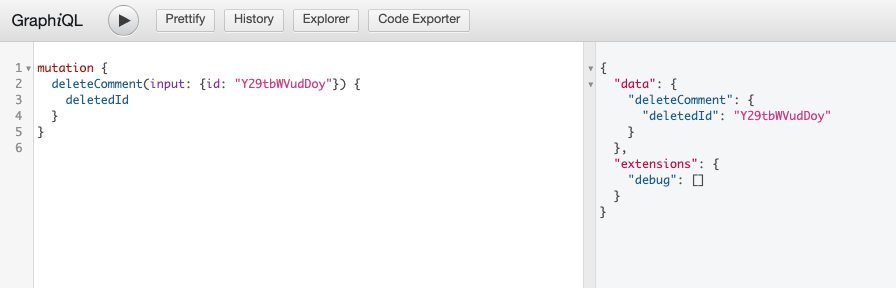 GraphiQL Prettify History Explorer Code Exporter
1 mutation {
2 deleteComment(input: {id: "Y29tbWVudDoy"}) {
3 deletedId
4 }
5 }
6
{
"data": {
"deleteComment": {
"deletedId": "Y29tbWVudDoy"
}
},
"extensions": {
"debug": []
}
}